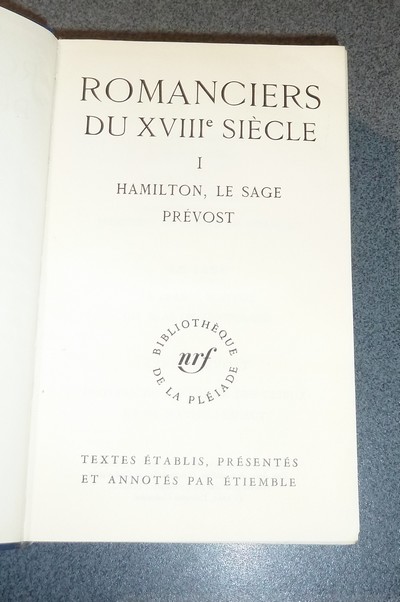 ROMANCIERS
DU XVIIIe SIÈCLE
I
HAMILTON, LE SAGE
PRÉVOST
BIBLIOTHÈQUE
nrf
DE LA PLÉIADE
TEXTES ÉTABLIS, PRÉSENTÉS
ET ANNOTÉS PAR ÉTIEMBLE